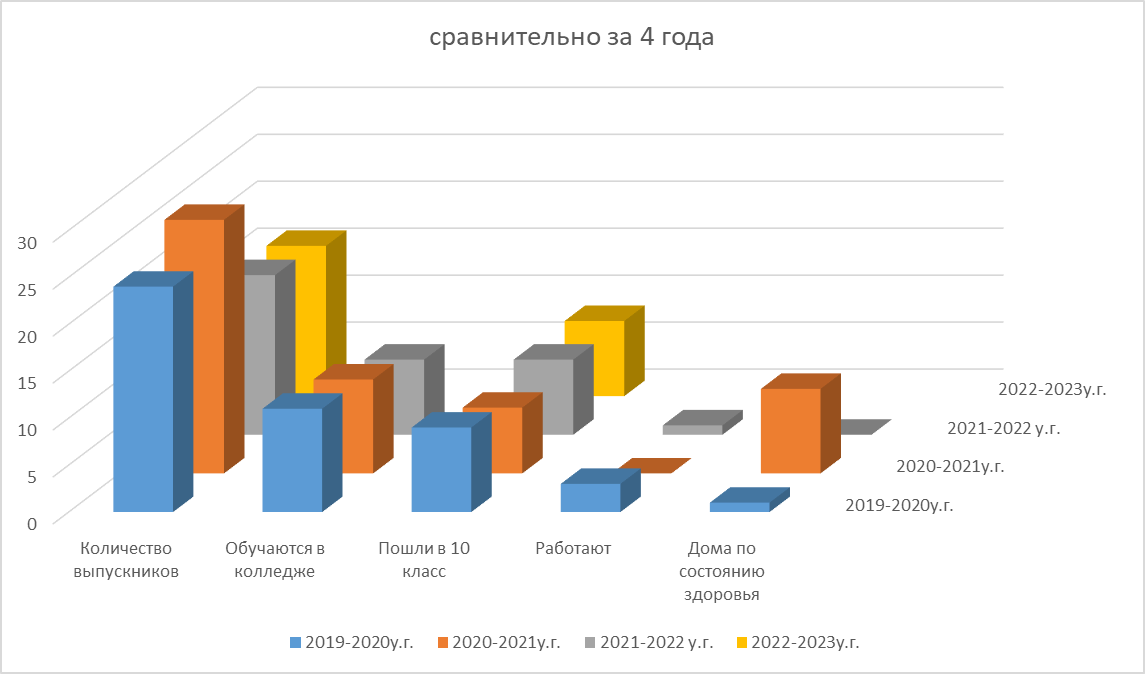 сравнительно за 4 года
30
25
20
15
10
5
0
2022-2023у.г.
2021-2022 у.г.
2020-2021у.г.
2019-2020у.г.
Количество
выпускников
Обучаются в
колледже
Пошли в 10
класс
Работают
Дома по
состоянию
здоровья
2019-2020у.г. 2020-2021у.г. 2021-2022 у.г. 2022-2023у.г.